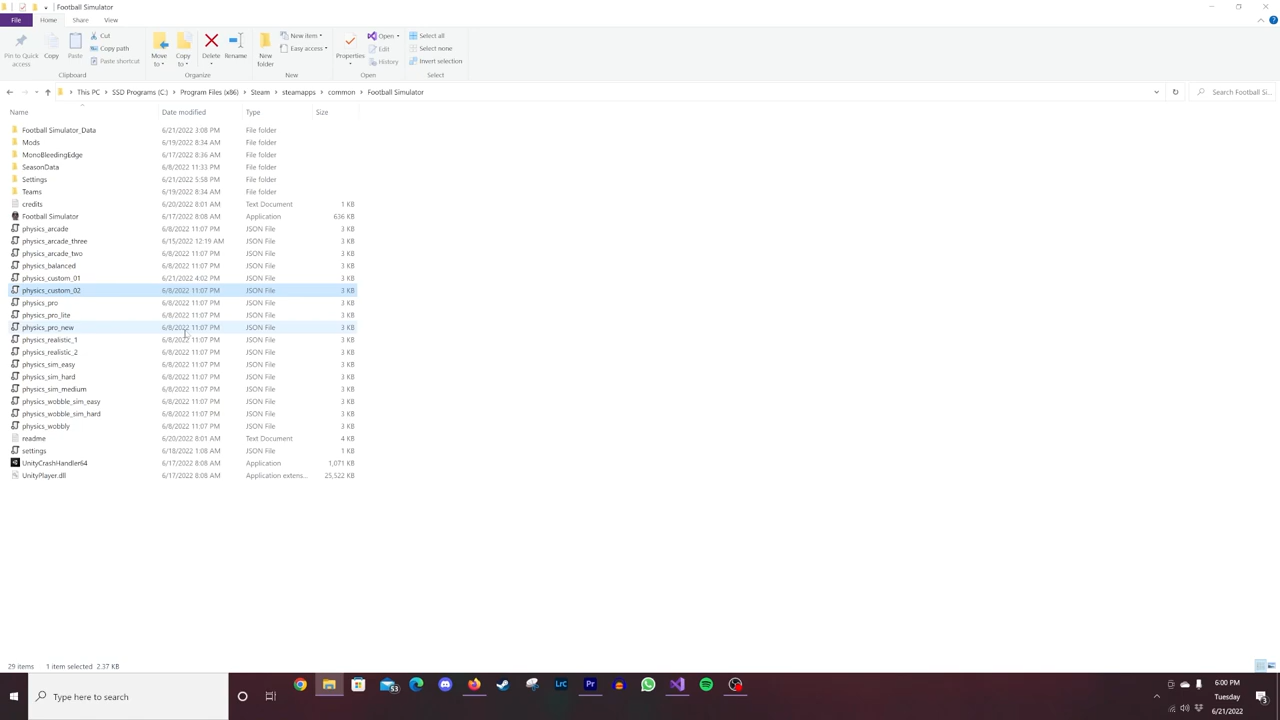 Football Simulator
File Home Share View
Pin to Quick access
Copy
Paste
Cut
Copy path
Paste shortcut
Move to
Copy to
Delete
Rename
New folder
New item
Easy access
Properties
Open
Edit
History
Select all
Select none
Invert selection
Clipboard Organize New Open Select
This PC SSD Programs (C:) Program Files (x86) Steam steamapps common Football Simulator
Search Football Si...
Name Date modified Type Size
Football Simulator_Data 6/21/2022 3:08 PM File folder
Mods 6/19/2022 8:34 AM File folder
MonoBleedingEdge 6/17/2022 8:36 AM File folder
SeasonData 6/8/2022 11:33 PM File folder
Settings 6/21/2022 5:58 PM File folder
Teams 6/19/2022 8:34 AM File folder
credits 6/20/2022 8:01 AM Text Document 1 KB
Football Simulator 6/17/2022 8:08 AM Application 636 KB
physics_arcade 6/8/2022 11:07 PM JSON File 3 KB
physics_arcade_three 6/15/2022 12:19 AM JSON File 3 KB
physics_arcade_two 6/8/2022 11:07 PM JSON File 3 KB
physics_balanced 6/8/2022 11:07 PM JSON File 3 KB
physics_custom_01 6/21/2022 4:02 PM JSON File 3 KB
physics_custom_02 6/8/2022 11:07 PM JSON File 3 KB
physics_pro 6/8/2022 11:07 PM JSON File 3 KB
physics_pro_lite 6/8/2022 11:07 PM JSON File 3 KB
physics_pro_new 6/8/2022 11:07 PM JSON File 3 KB
physics_realistic_1 6/8/2022 11:07 PM JSON File 3 KB
physics_realistic_2 6/8/2022 11:07 PM JSON File 3 KB
physics_sim_easy 6/8/2022 11:07 PM JSON File 3 KB
physics_sim_hard 6/8/2022 11:07 PM JSON File 3 KB
physics_sim_medium 6/8/2022 11:07 PM JSON File 3 KB
physics_wobble_sim_easy 6/8/2022 11:07 PM JSON File 3 KB
physics_wobble_sim_hard 6/8/2022 11:07 PM JSON File 3 KB
physics_wobbly 6/8/2022 11:07 PM JSON File 3 KB
readme 6/20/2022 8:01 AM Text Document 4 KB
settings 6/18/2022 1:08 AM JSON File 1 KB
UnityCrashHandler64 6/17/2022 8:08 AM Application 1,071 KB
UnityPlayer.dll 6/17/2022 8:08 AM Application extens... 25,522 KB
29 items 1 item selected 2.37 KB
Type here to search
53
6:00 PM
Tuesday
6/21/2022
3